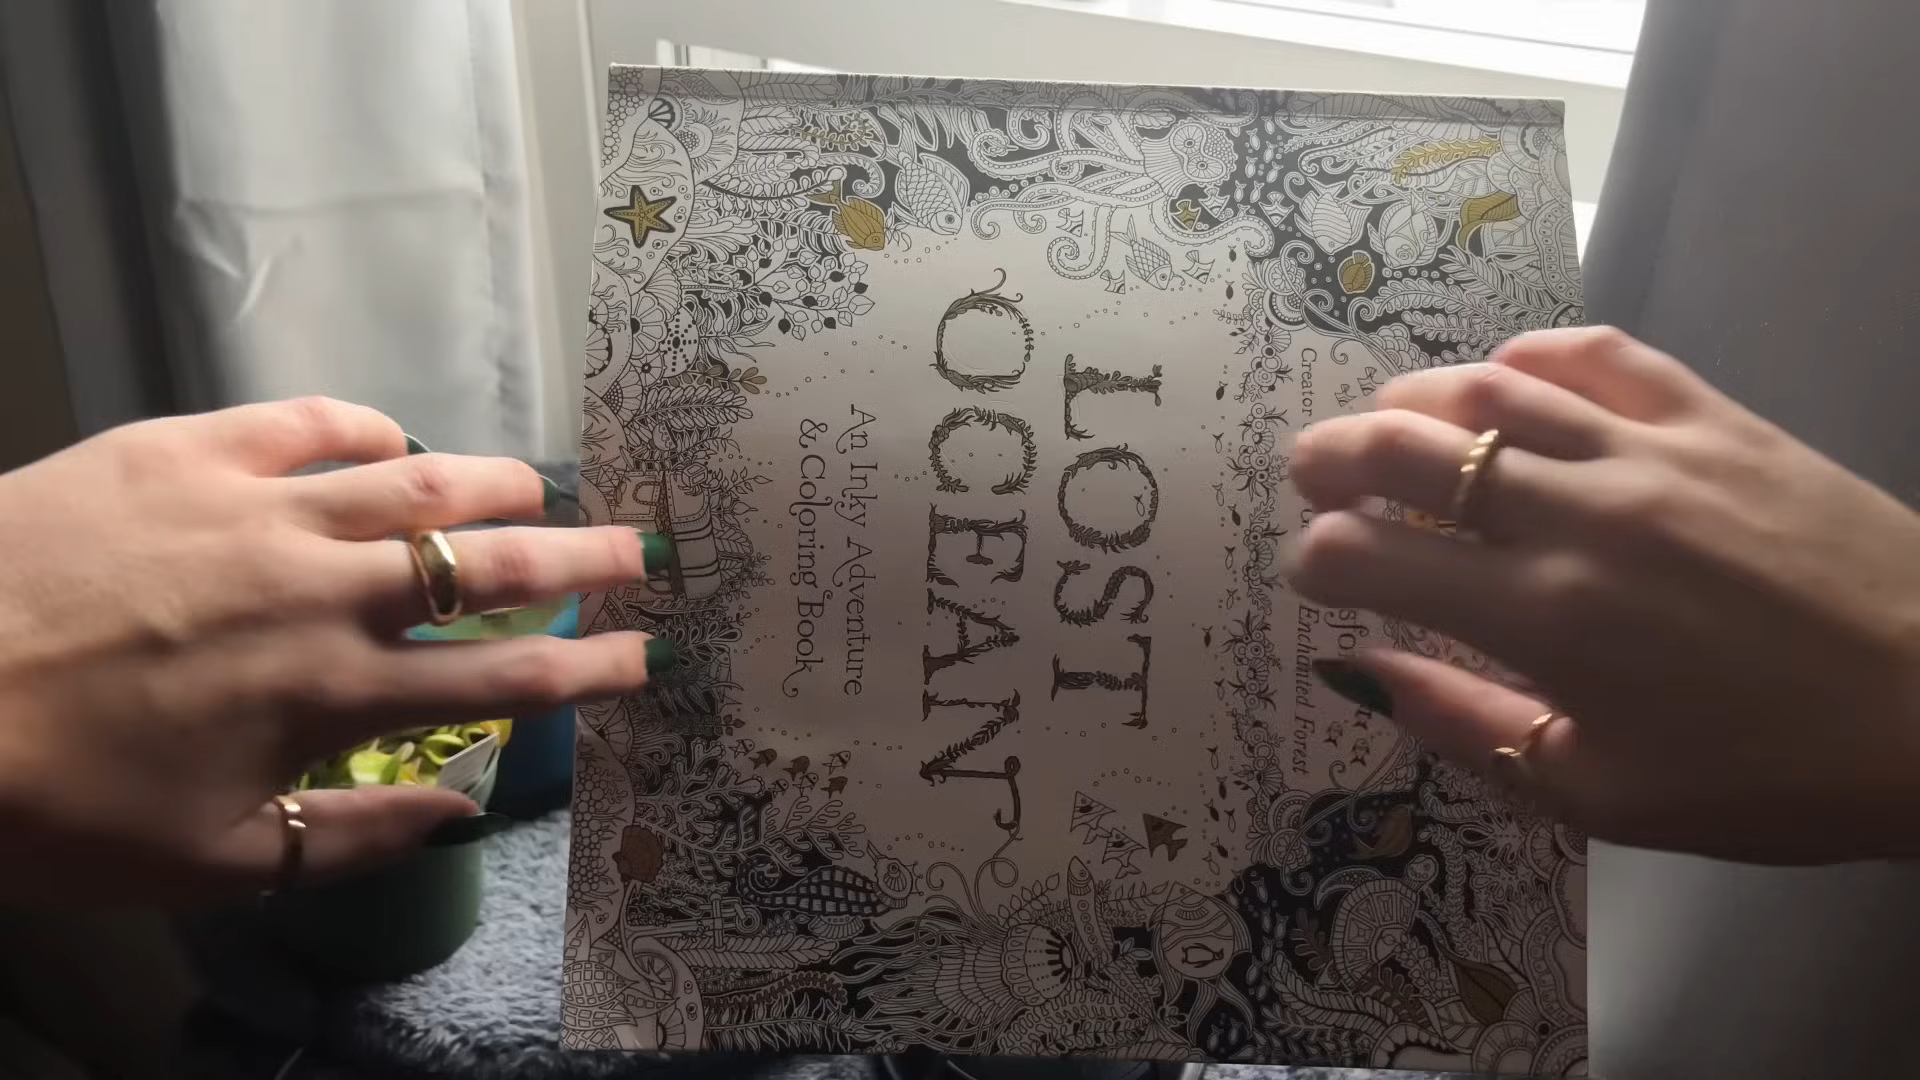 Creator
Enchanted Forest
LOST
OCEAN
An Inky Adventure
& Coloring Book